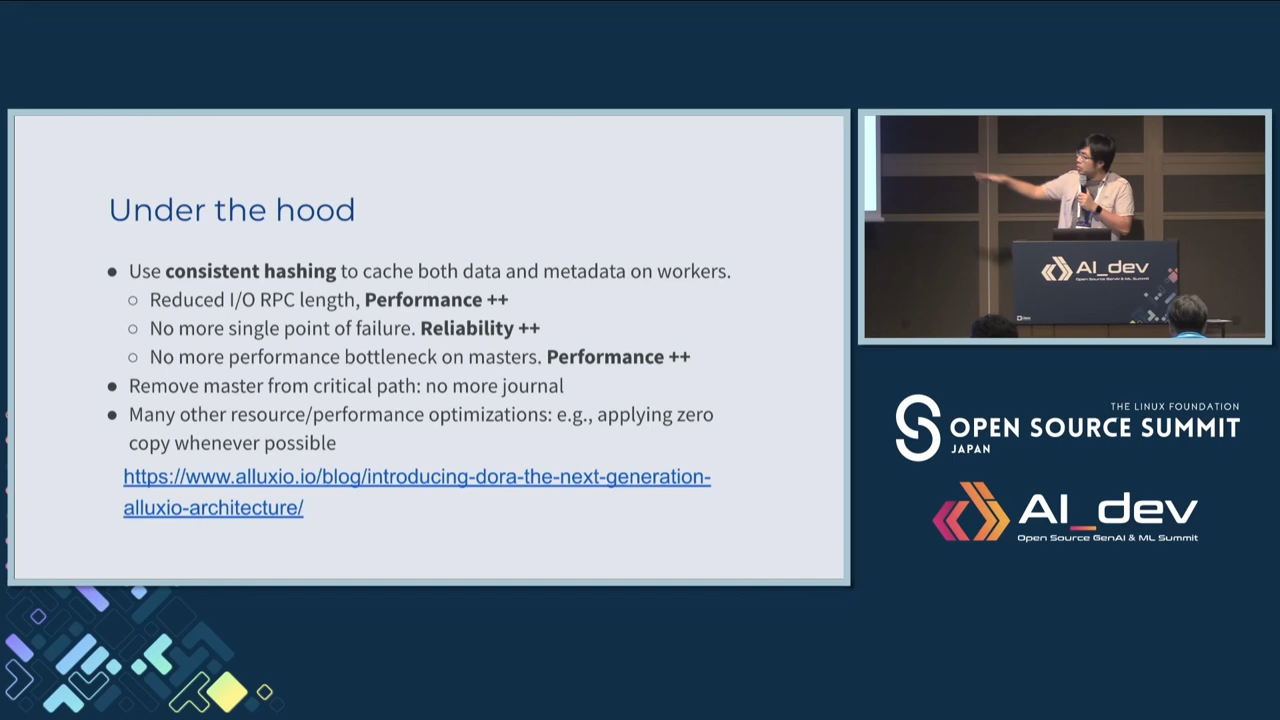 Under the hood
● Use consistent hashing to cache both data and metadata on workers.
○ Reduced I/O RPC length, Performance ++
○ No more single point of failure. Reliability ++
○ No more performance bottleneck on masters. Performance ++
● Remove master from critical path: no more journal
● Many other resource/performance optimizations: e.g., applying zero
copy whenever possible
https://www.alluxio.io/blog/introducing-dora-the-next-generation-
alluxio-architecture/
AI_dev
Open Source GenAI & ML Summit
THE LINUX FOUNDATION
OPEN SOURCE SUMMIT
JAPAN
AI_dev
Open Source GenAI & ML Summit